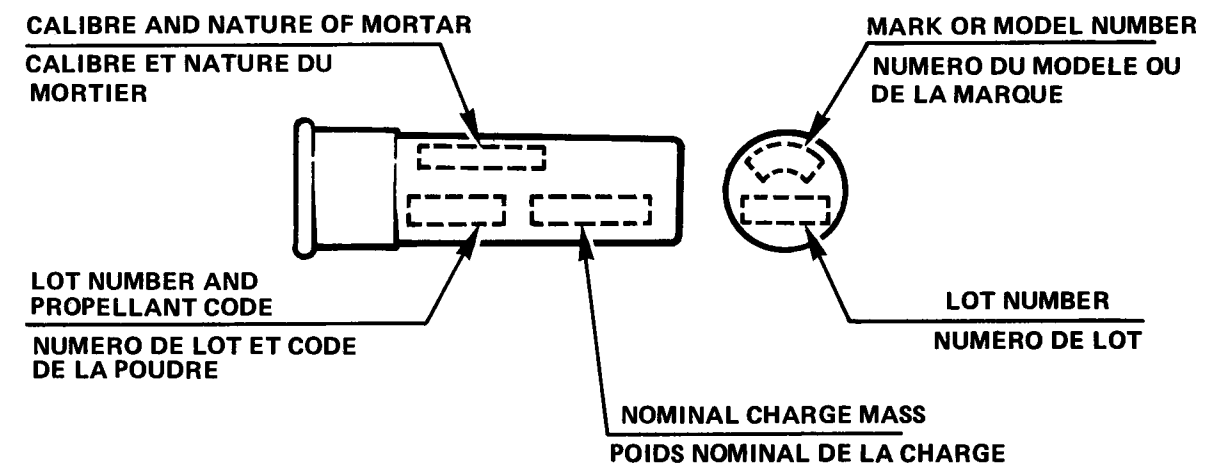 CALIBRE AND NATURE OF MORTAR
CALIBRE ET NATURE DU
MORTIER
MARK OR MODEL NUMBER
NUMERO DU MODELE OU
DE LA MARQUE
LOT NUMBER AND
PROPELLANT CODE
NUMERO DE LOT ET CODE
DE LA POUDRE
LOT NUMBER
NUMERO DE LOT
NOMINAL CHARGE MASS
POIDS NOMINAL DE LA CHARGE